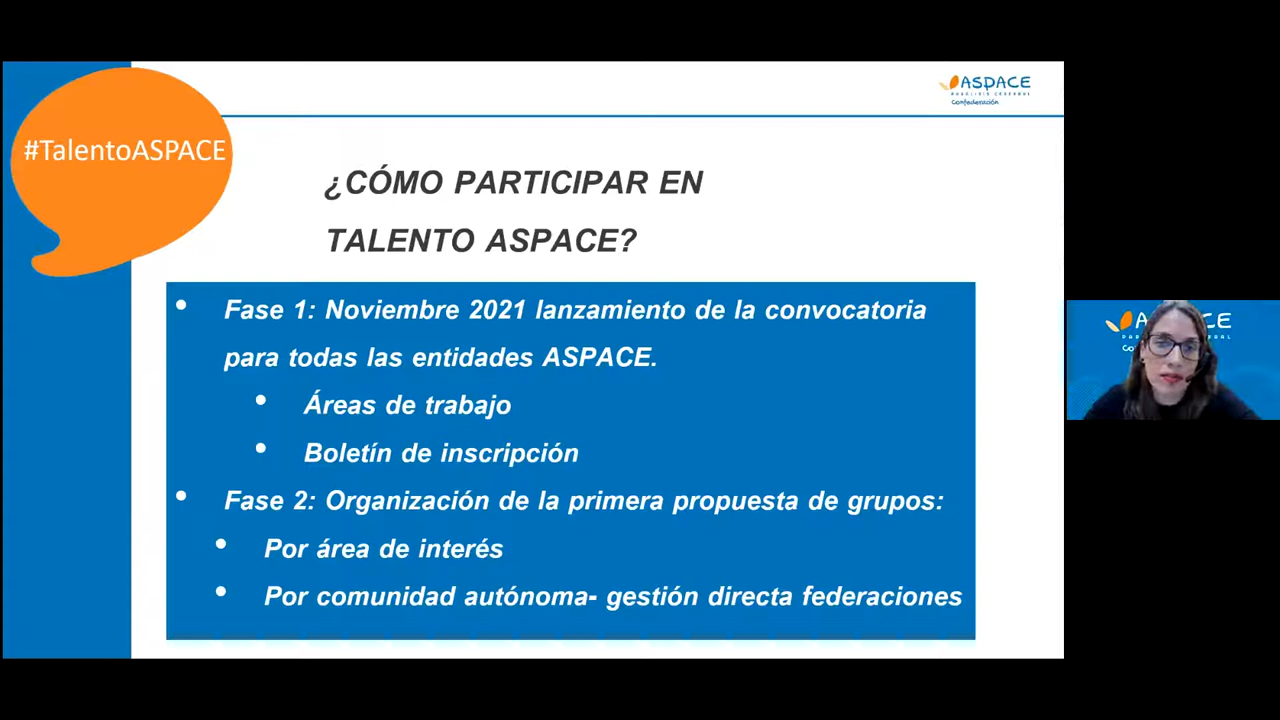 #TalentoASPACE
ASPACE
Confederación
¿CÓMO PARTICIPAR EN
TALENTO ASPACE?
• Fase 1: Noviembre 2021 lanzamiento de la convocatoria
para todas las entidades ASPACE.
• Áreas de trabajo
• Boletín de inscripción
• Fase 2: Organización de la primera propuesta de grupos:
• Por área de interés
• Por comunidad autónoma- gestión directa federaciones